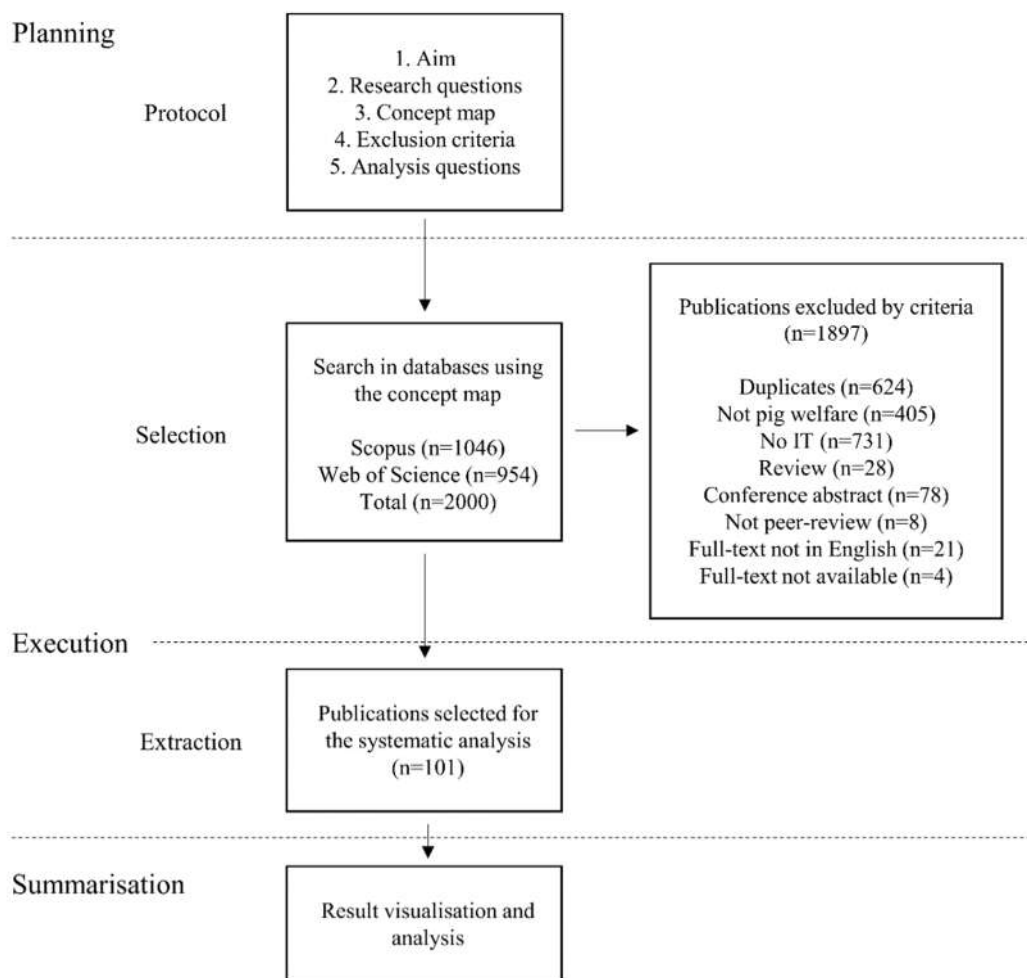 Planning
Protocol
1. Aim
2. Research questions
3. Concept map
4. Exclusion criteria
5. Analysis questions
Selection
Search in databases using
the concept map
Scopus (n=1046)
Web of Science (n=954)
Total (n=2000)
Publications excluded by criteria
(n=1897)
Duplicates (n=624)
Not pig welfare (n=405)
No IT (n=731)
Review (n=28)
Conference abstract (n=78)
Not peer-review (n=8)
Full-text not in English (n=21)
Full-text not available (n=4)
Execution
Extraction
Publications selected for
the systematic analysis
(n=101)
Summarisation
Result visualisation and
analysis